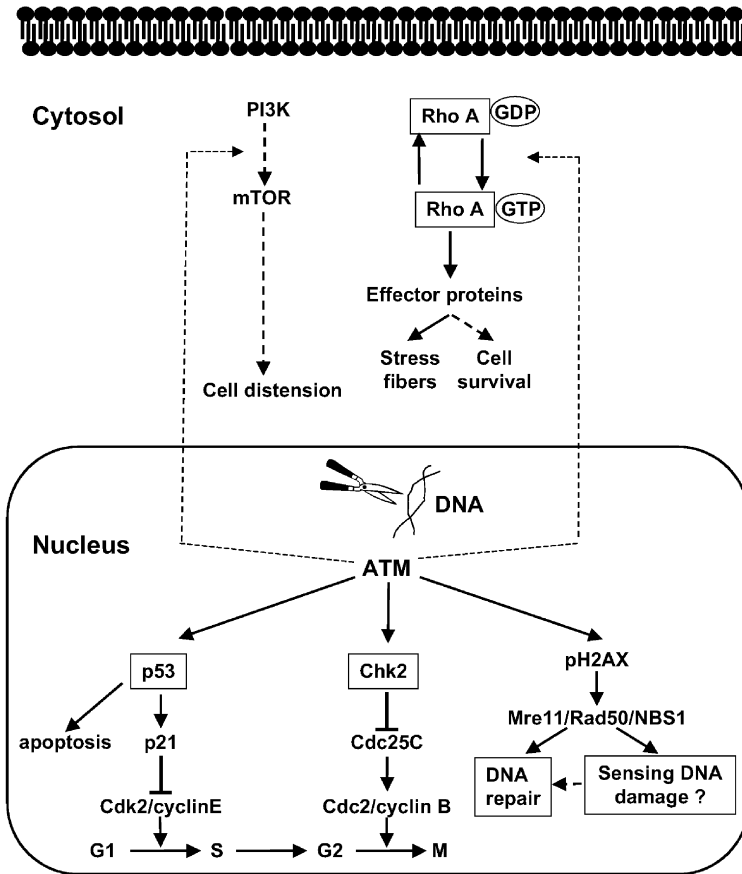 Cytosol
PI3K
Rho A GDP
mTOR
Rho A GTP
Effector proteins
Stress
fibers
Cell
survival
Cell distension
DNA
Nucleus
ATM
p53
Chk2
pH2AX
apoptosis
p21
Cdc25C
Mre11/Rad50/NBS1
DNA
repair
Sensing DNA
damage ?
Cdk2/cyclinE
Cdc2/cyclin B
G1 S G2 M